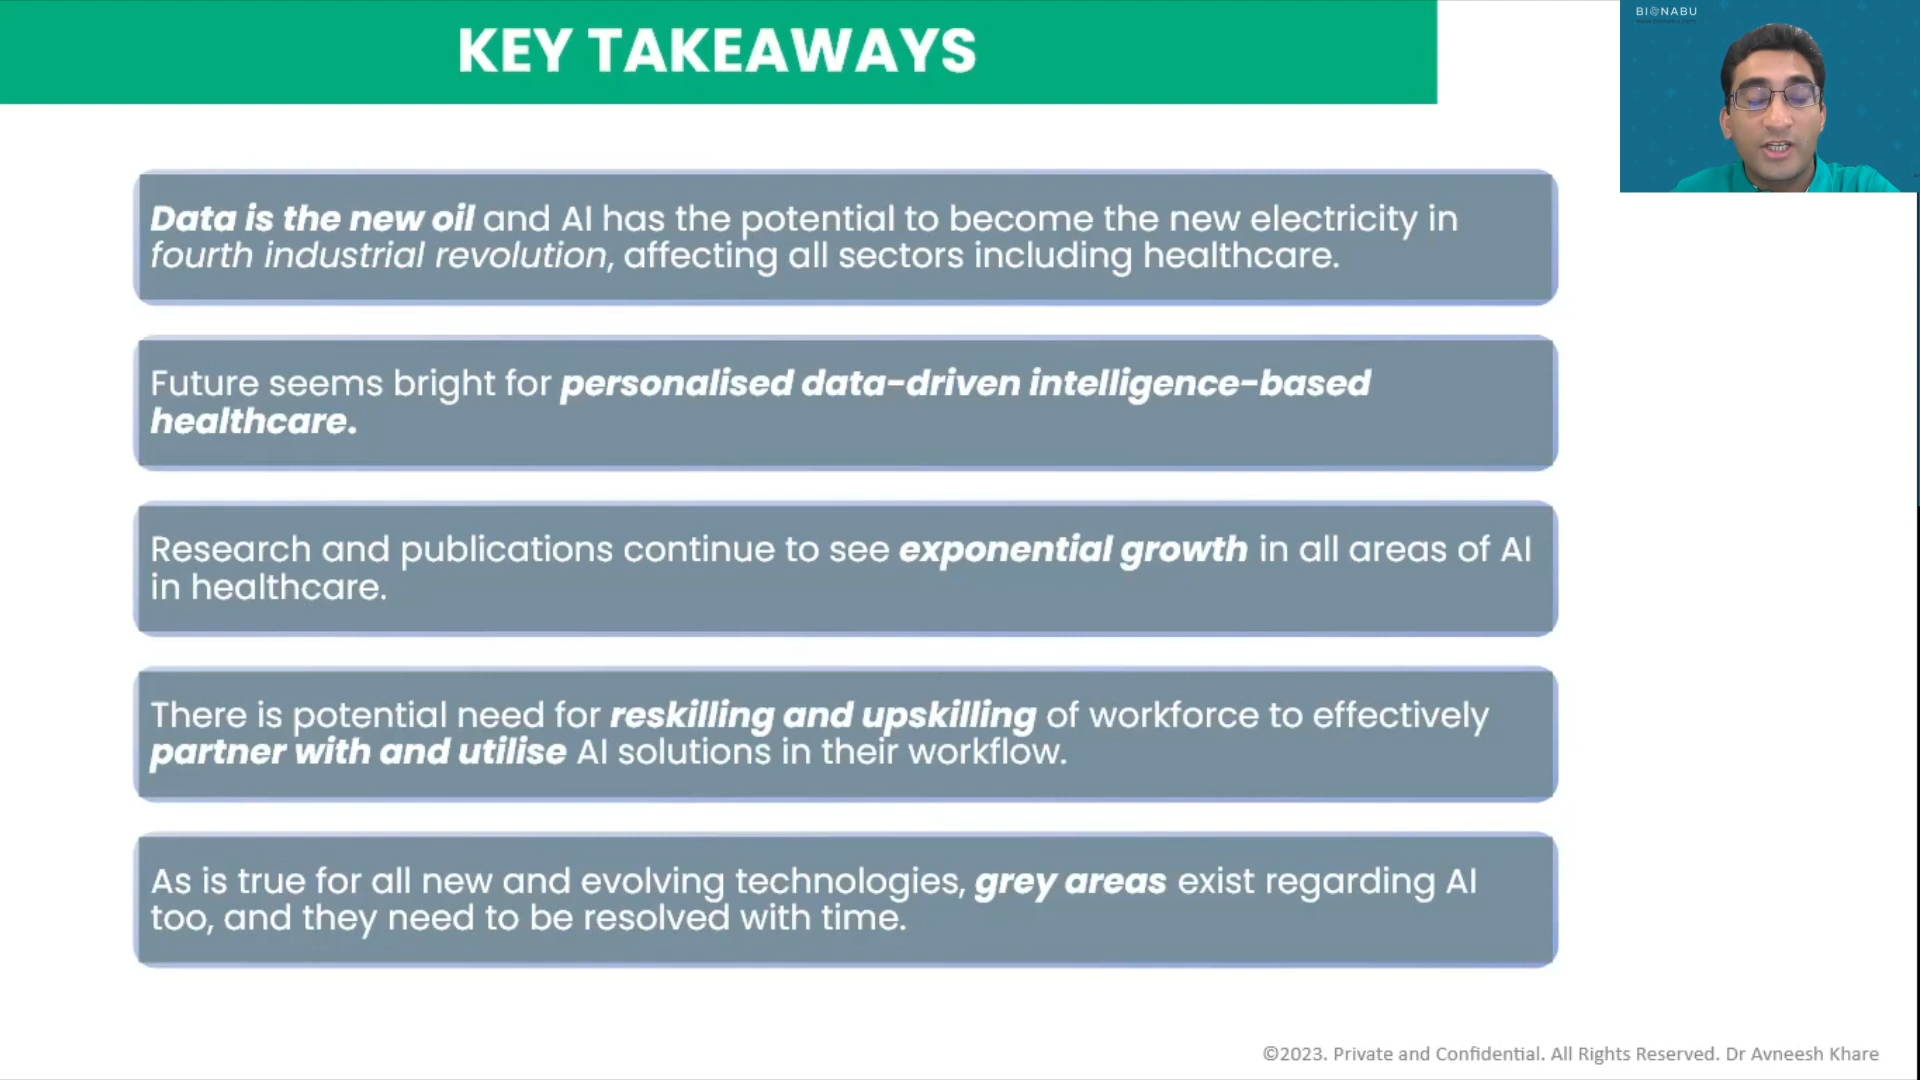 KEY TAKEAWAYS
BIONABU
Data is the new oil and AI has the potential to become the new electricity in
fourth industrial revolution, affecting all sectors including healthcare.
Future seems bright for personalised data-driven intelligence-based
healthcare.
Research and publications continue to see exponential growth in all areas of AI
in healthcare.
There is potential need for reskilling and upskilling of workforce to effectively
partner with and utilise AI solutions in their workflow.
As is true for all new and evolving technologies, grey areas exist regarding AI
too, and they need to be resolved with time.
©2023. Private and Confidential. All Rights Reserved. Dr Avneesh Khare